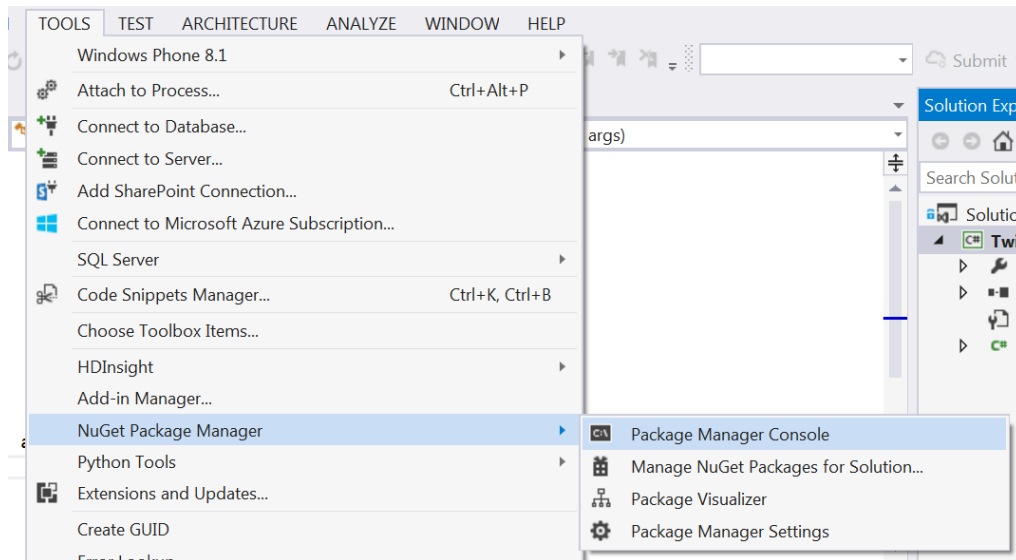 TOOLS TEST ARCHITECTURE ANALYZE WINDOW HELP
Windows Phone 8.1
Submit
Attach to Process... Ctrl+Alt+P
Solution Exp
Connect to Database...
args)
Connect to Server...
Search Solut
Add SharePoint Connection...
Connect to Microsoft Azure Subscription...
Solutio
C# Twi
SQL Server
Code Snippets Manager... Ctrl+K, Ctrl+B
Choose Toolbox Items...
C#
HDInsight
Add-in Manager...
NuGet Package Manager
C:\ Package Manager Console
Python Tools
Manage NuGet Packages for Solution...
Extensions and Updates...
Package Visualizer
Create GUID
Package Manager Settings